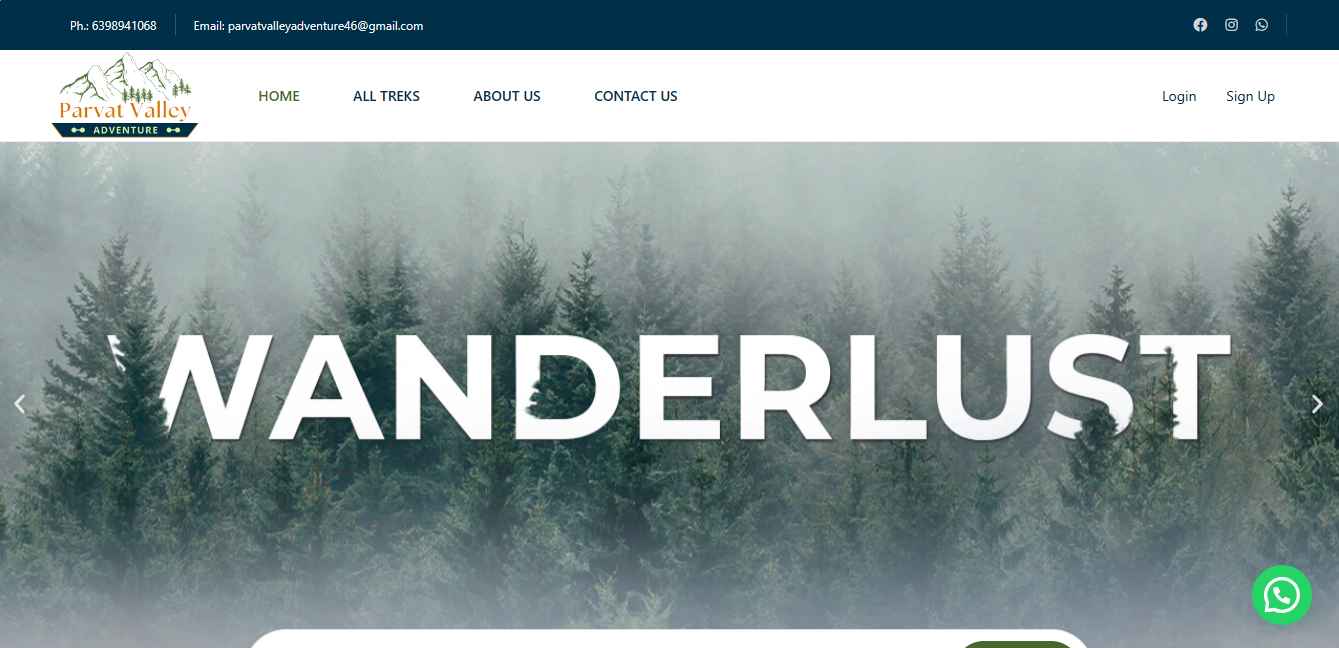 Ph.: 6398941068 Email: parvatvalleyadventure46@gmail.com
Parvat Valley
ADVENTURE
HOME ALL TREKS ABOUT US CONTACT US Login Sign Up
WANDERLUST